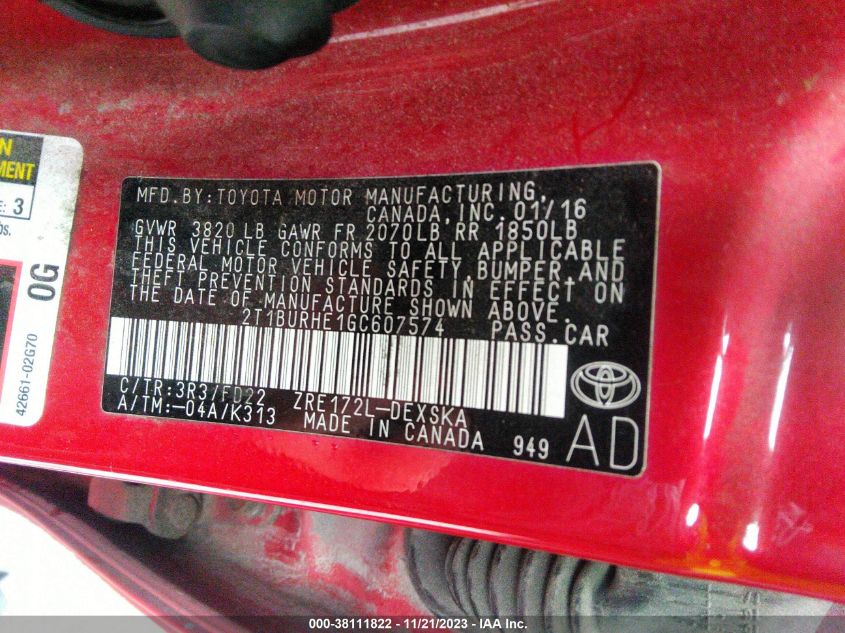 MFD.BY:TOYOTA MOTOR MANUFACTURING,
CANADA,INC. 01/16
GVWR 3820 LB GAWR FR 2070LB RR 1850LB
THIS VEHICLE CONFORMS TO ALL APPLICABLE
FEDERAL MOTOR VEHICLE SAFETY,BUMPER,AND
THEFT PREVENTION STANDARDS IN EFFECT ON
THE DATE OF MANUFACTURE SHOWN ABOVE.
2T1BURHE1GC607574 PASS.CAR
C/TR:3R3/FD22 ZRE172L-DEXSKA
A/TM:-04A/K313 MADE IN CANADA 949 AD
N
EMENT
E: 3
bs.
0G
42661-02G70
000-38111822 - 11/21/2023 - IAA Inc.